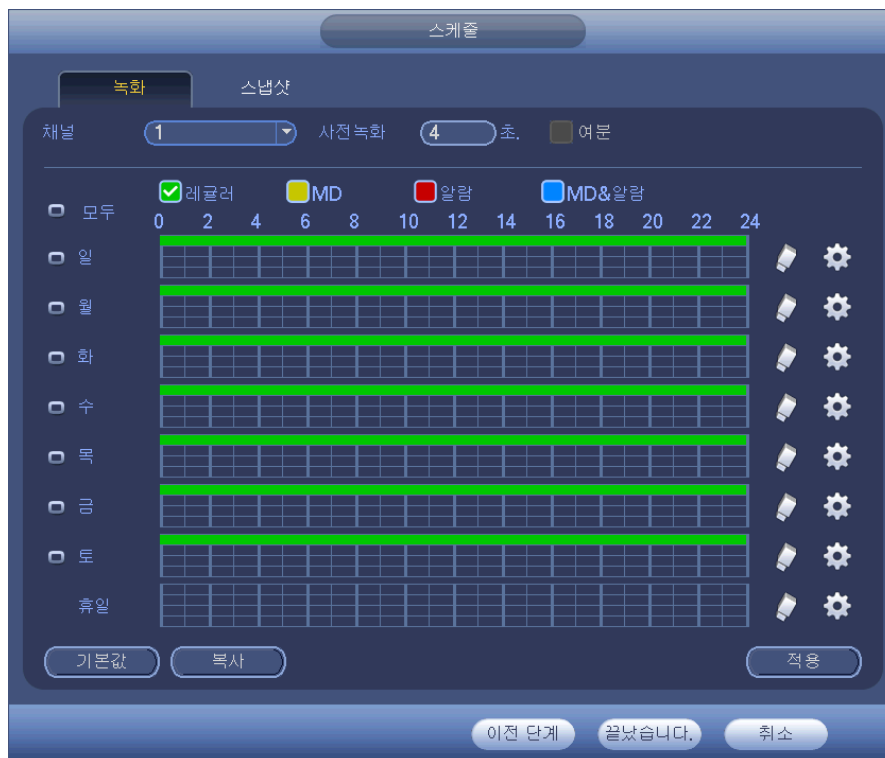 스케줄
녹화 스냅샷
채널 1 사전녹화 4 초. 여분
레귤러 MD 알람 MD&알람
모두
0 2 4 6 8 10 12 14 16 18 20 22 24
일
월
화
수
목
금
토
휴일
기본값 복사 적용
이전 단계 끝났습니다. 취소